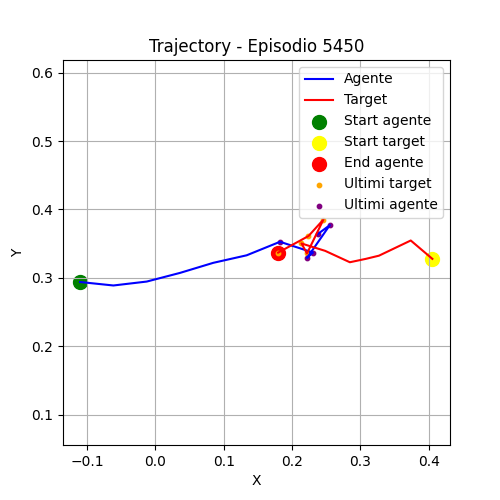 Trajectory - Episodio 5450
Agente
Target
Start agente
Start target
End agente
Ultimi target
Ultimi agente
0.6
0.5
0.4
0.3
0.2
0.1
Y
−0.1
0.0
0.1
0.2
0.3
0.4
X